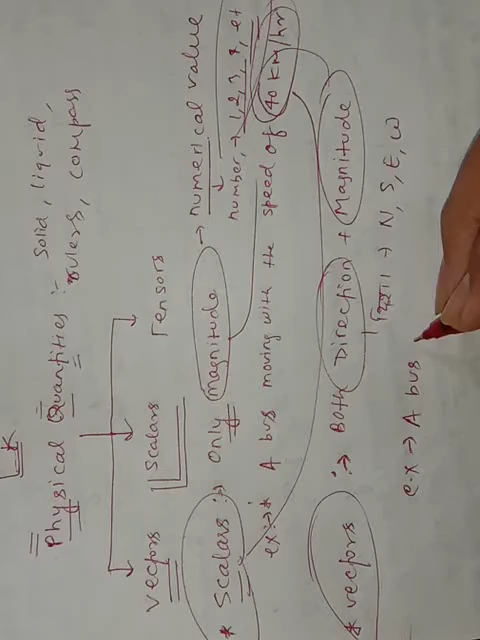 Physical Quantities :- Solid, liquid,
rulers, compass
Vectors Scalars Tensors
* Scalars :→ Only Magnitude → numerical value
number, → 1, 2, 3, 4, et
ex:→* A bus moving with the speed of 40 KM/hr
* vectors :→ Both Direction + Magnitude
→ N, S, E, W
e.x → A bus